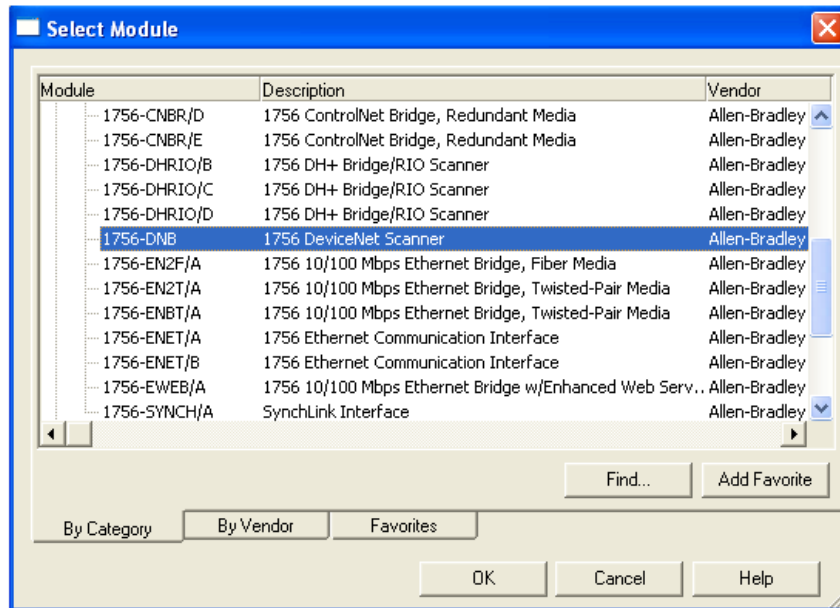 Select Module
Module Description Vendor
1756-CNBR/D 1756 ControlNet Bridge, Redundant Media Allen-Bradley
1756-CNBR/E 1756 ControlNet Bridge, Redundant Media Allen-Bradley
1756-DHRIO/B 1756 DH+ Bridge/RIO Scanner Allen-Bradley
1756-DHRIO/C 1756 DH+ Bridge/RIO Scanner Allen-Bradley
1756-DHRIO/D 1756 DH+ Bridge/RIO Scanner Allen-Bradley
1756-DNB 1756 DeviceNet Scanner Allen-Bradley
1756-EN2F/A 1756 10/100 Mbps Ethernet Bridge, Fiber Media Allen-Bradley
1756-EN2T/A 1756 10/100 Mbps Ethernet Bridge, Twisted-Pair Media Allen-Bradley
1756-ENBT/A 1756 10/100 Mbps Ethernet Bridge, Twisted-Pair Media Allen-Bradley
1756-ENET/A 1756 Ethernet Communication Interface Allen-Bradley
1756-ENET/B 1756 Ethernet Communication Interface Allen-Bradley
1756-EWEB/A 1756 10/100 Mbps Ethernet Bridge w/Enhanced Web Serv.. Allen-Bradley
1756-SYNCH/A SynchLink Interface Allen-Bradley
Find... Add Favorite
By Category By Vendor Favorites
OK Cancel Help